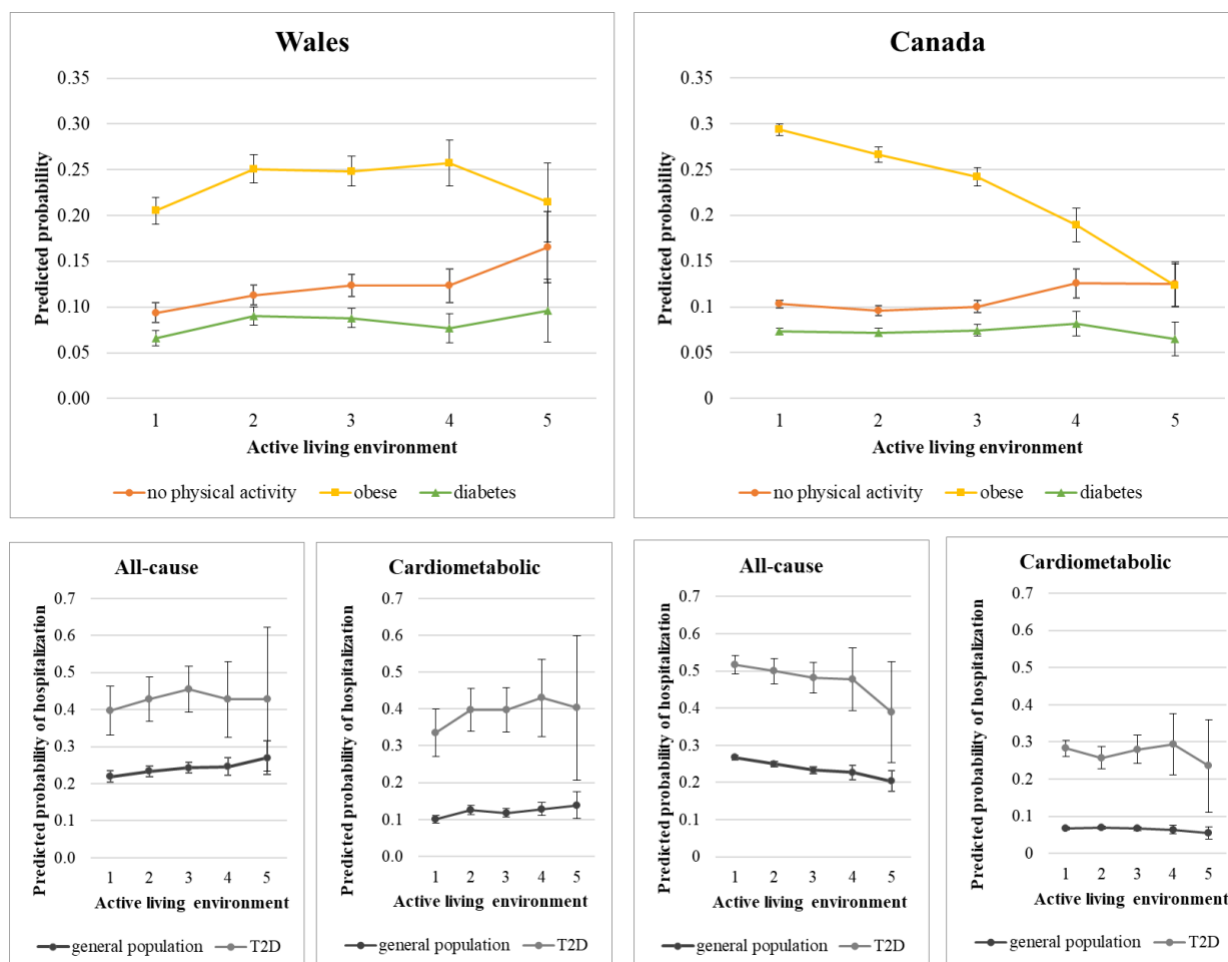 Wales
0.35
0.30
0.25
0.20
0.15
0.10
0.05
0.00
Predicted probability
1 2 3 4 5
Active living environment
no physical activity obese diabetes
Canada
0.35
0.3
0.25
0.2
0.15
0.1
0.05
0
Predicted probability
1 2 3 4 5
Active living environment
no physical activity obese diabetes
All-cause
0.7
0.6
0.5
0.4
0.3
0.2
0.1
0.0
Predicted probability of hospitalization
1 2 3 4 5
Active living environment
general population T2D
Cardiometabolic
0.7
0.6
0.5
0.4
0.3
0.2
0.1
0.0
Predicted probability of hospitalization
1 2 3 4 5
Active living environment
general population T2D
All-cause
0.7
0.6
0.5
0.4
0.3
0.2
0.1
0
Predicted probability of hospitalization
1 2 3 4 5
Active living environment
general population T2D
Cardiometabolic
0.7
0.6
0.5
0.4
0.3
0.2
0.1
0
Predicted probability of hospitalization
1 2 3 4 5
Active living environment
general population T2D